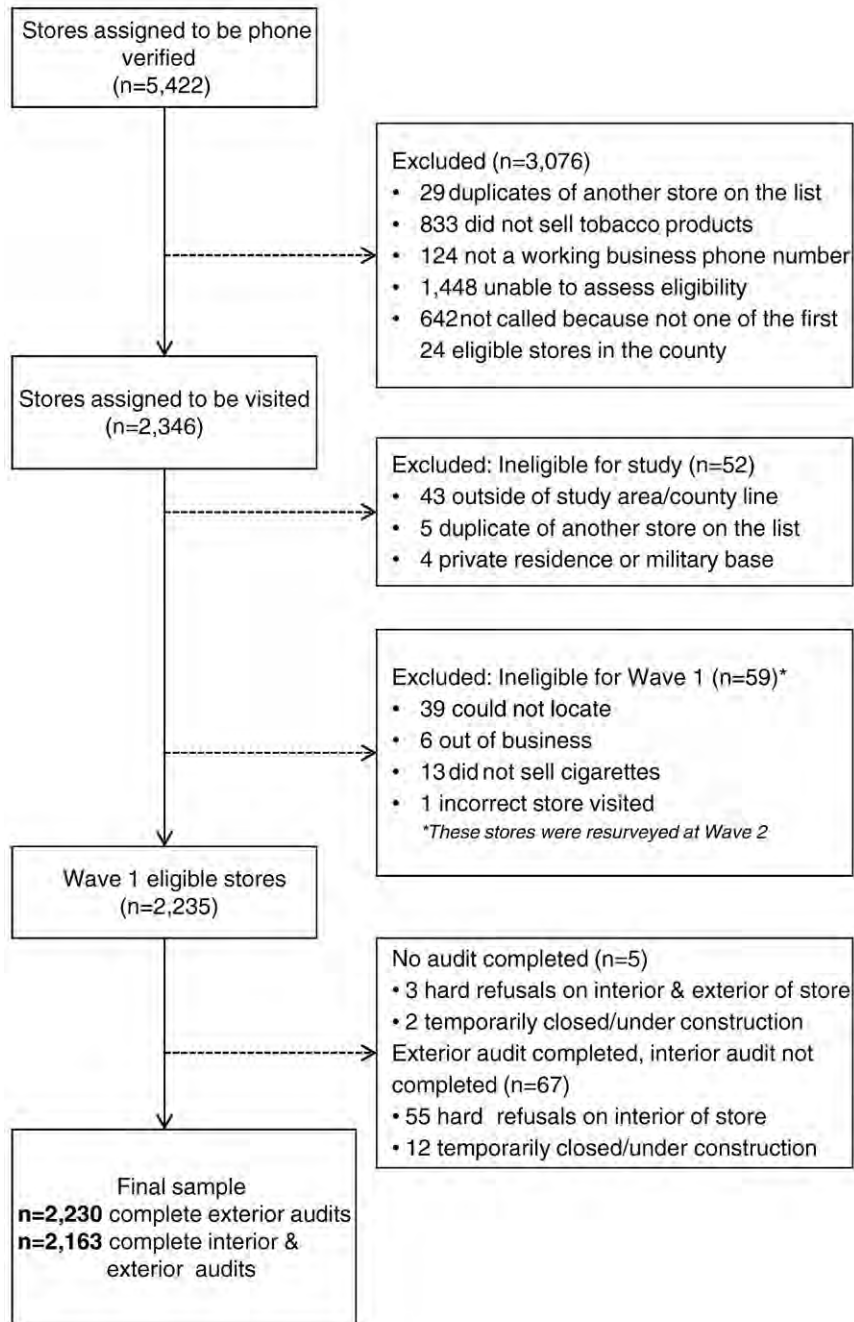 Stores assigned to be phone
verified
(n=5,422)
Excluded (n=3,076)
• 29 duplicates of another store on the list
• 833 did not sell tobacco products
• 124 not a working business phone number
• 1,448 unable to assess eligibility
• 642 not called because not one of the first
24 eligible stores in the county
Stores assigned to be visited
(n=2,346)
Excluded: Ineligible for study (n=52)
• 43 outside of study area/county line
• 5 duplicate of another store on the list
• 4 private residence or military base
Excluded: Ineligible for Wave 1 (n=59)*
• 39 could not locate
• 6 out of business
• 13 did not sell cigarettes
• 1 incorrect store visited
*These stores were resurveyed at Wave 2
Wave 1 eligible stores
(n=2,235)
No audit completed (n=5)
• 3 hard refusals on interior & exterior of store
• 2 temporarily closed/under construction
Exterior audit completed, interior audit not
completed (n=67)
• 55 hard refusals on interior of store
• 12 temporarily closed/under construction
Final sample
n=2,230 complete exterior audits
n=2,163 complete interior &
exterior audits